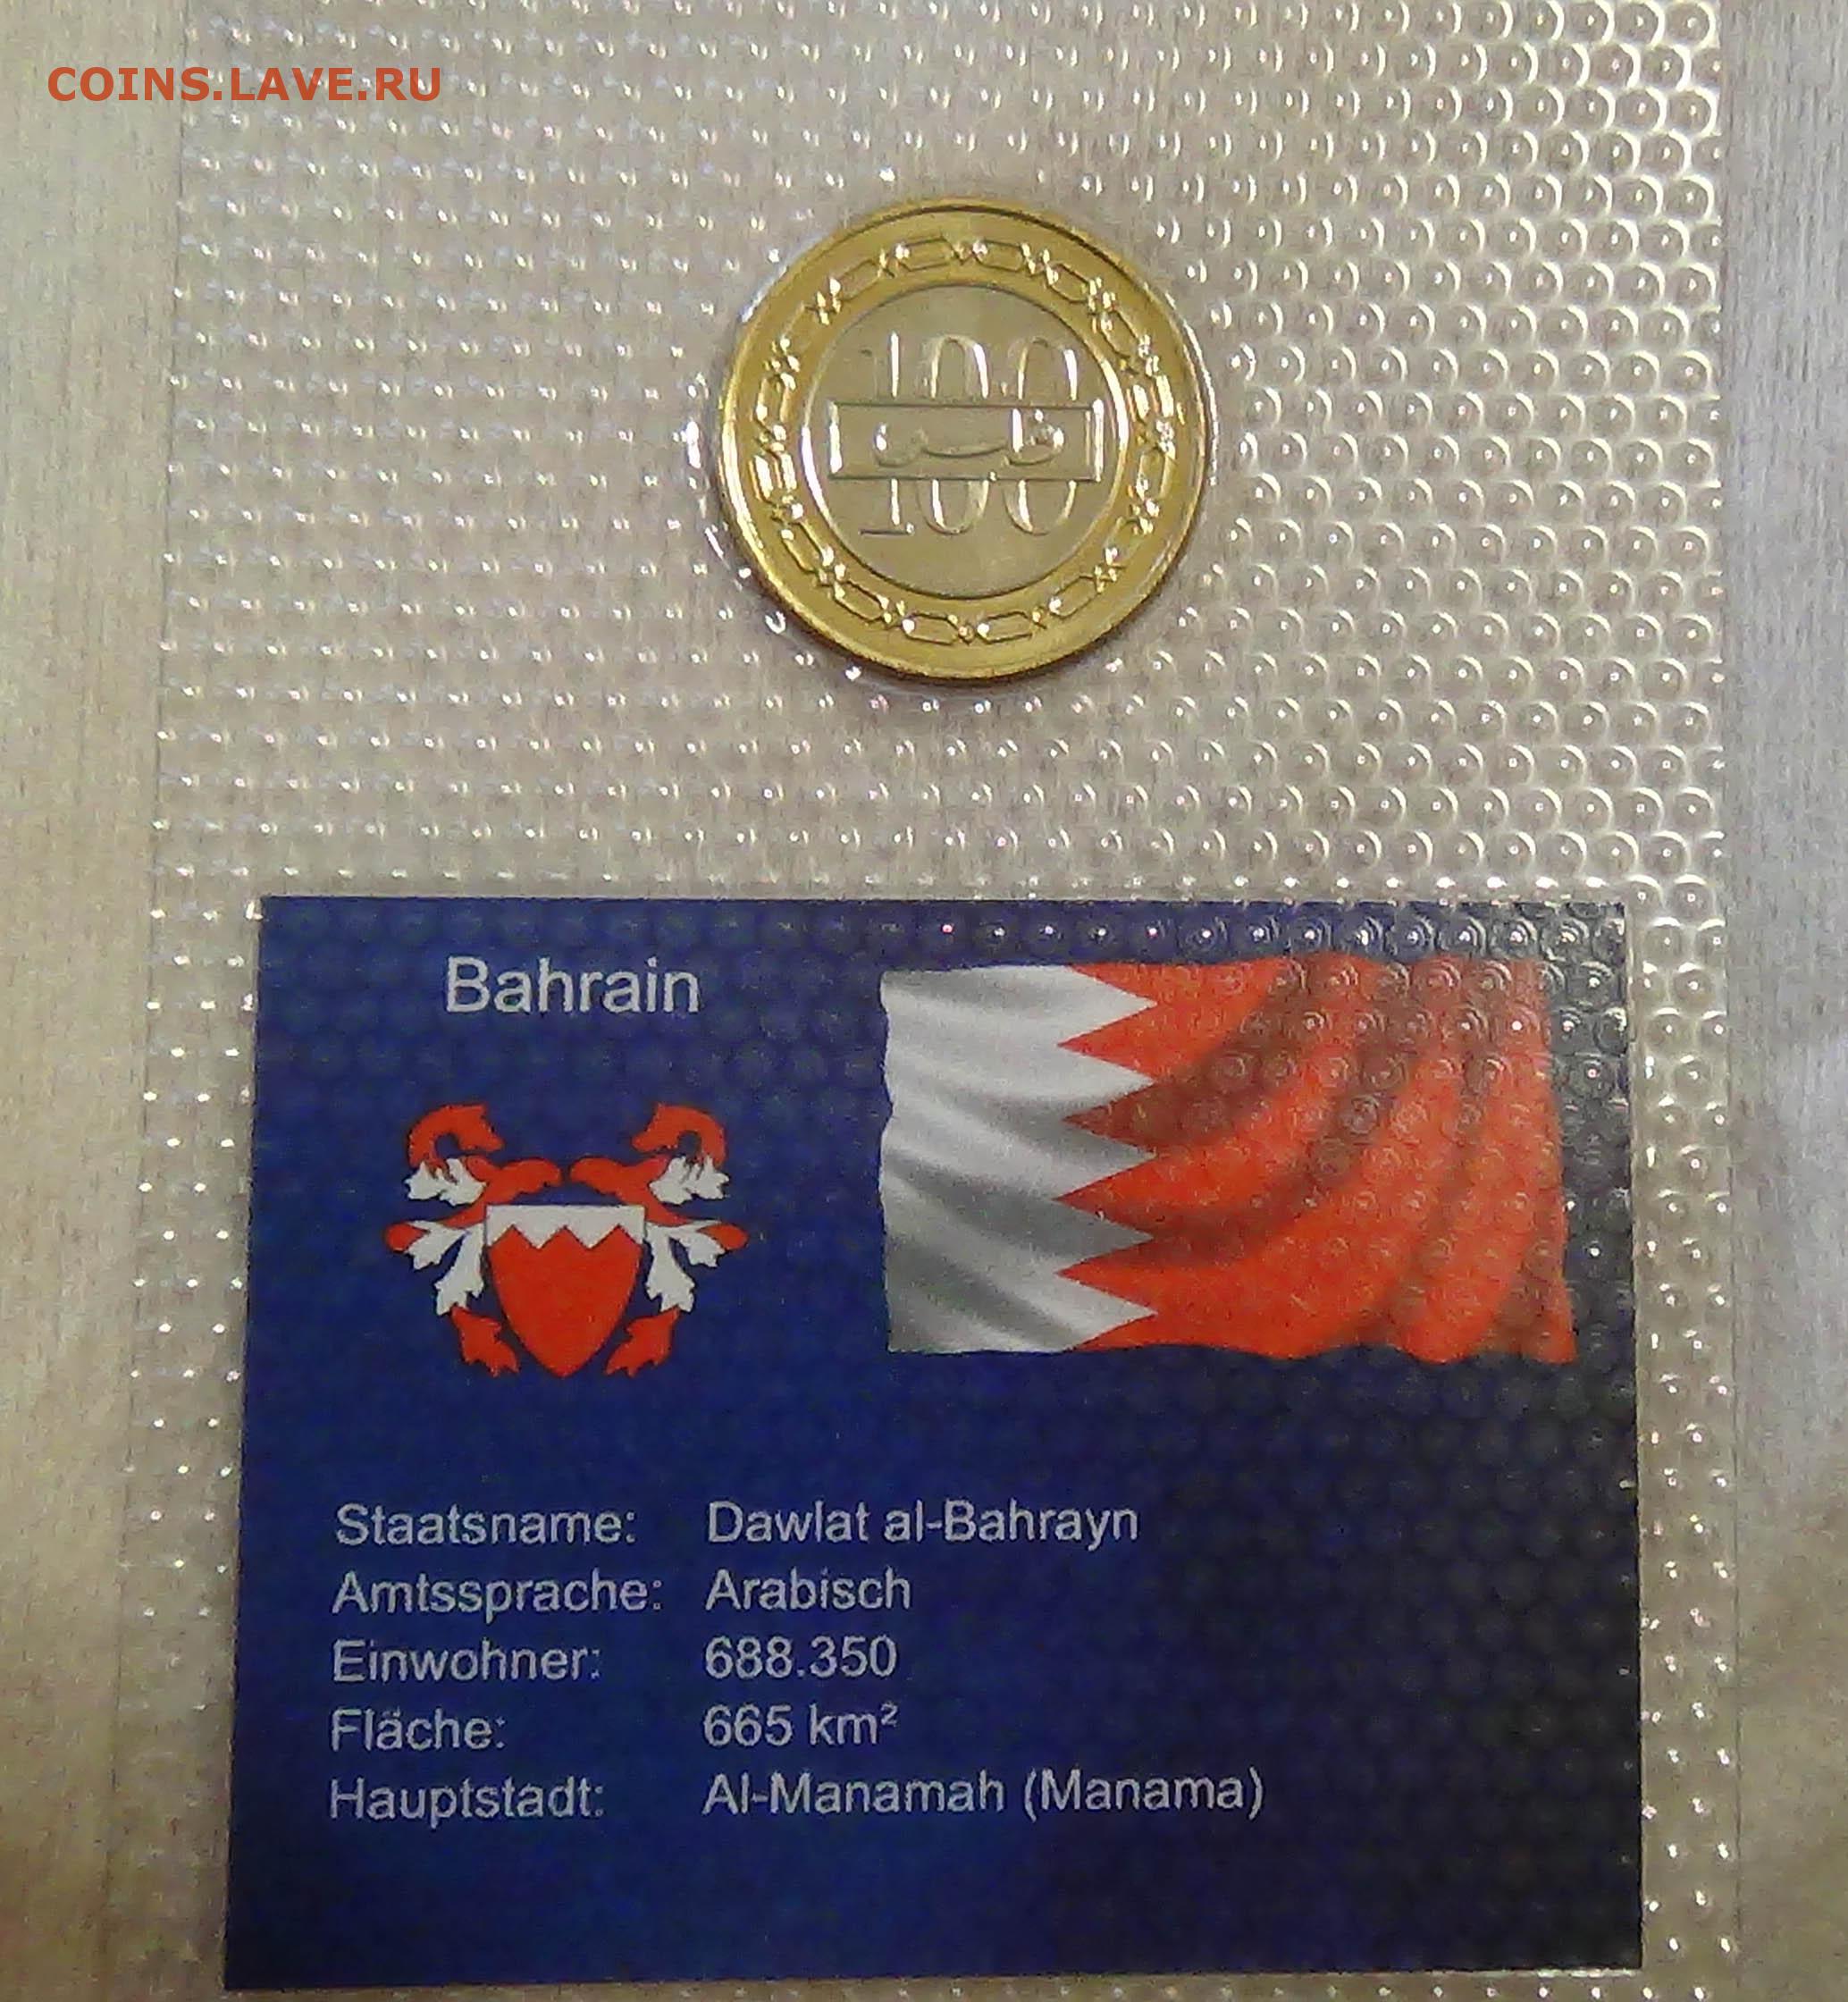 COINS.LAVE.RU
100
فلس
100
Bahrain
Staatsname: Dawlat al-Bahrayn
Amtssprache: Arabisch
Einwohner: 688.350
Fläche: 665 km²
Hauptstadt: Al-Manamah (Manama)